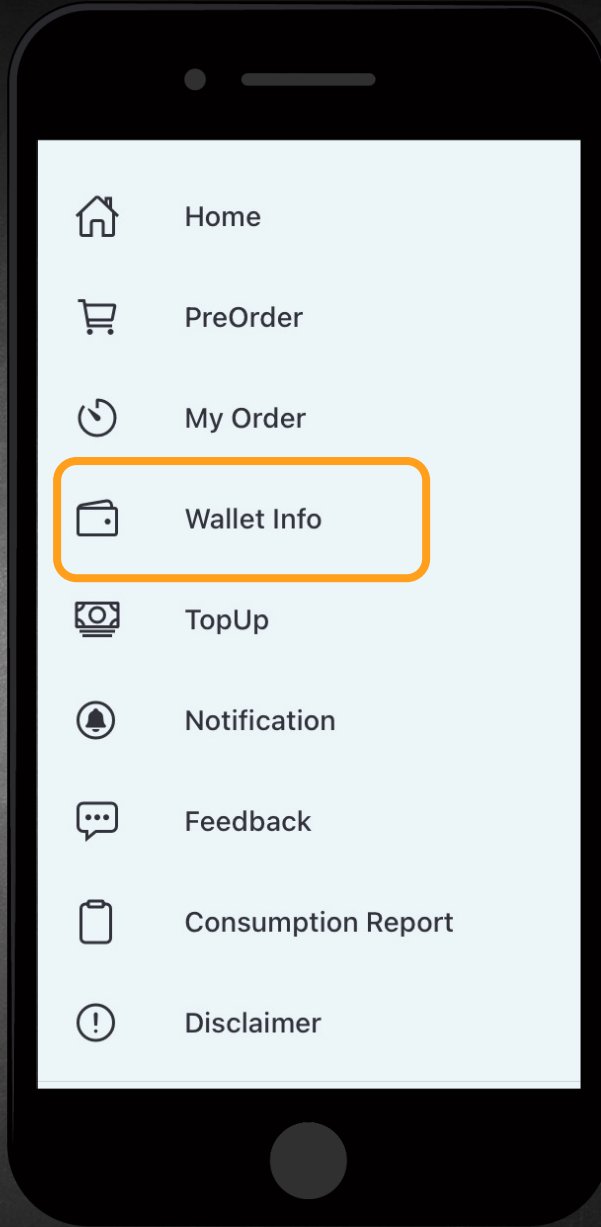 Home
PreOrder
My Order
Wallet Info
TopUp
Notification
Feedback
Consumption Report
Disclaimer